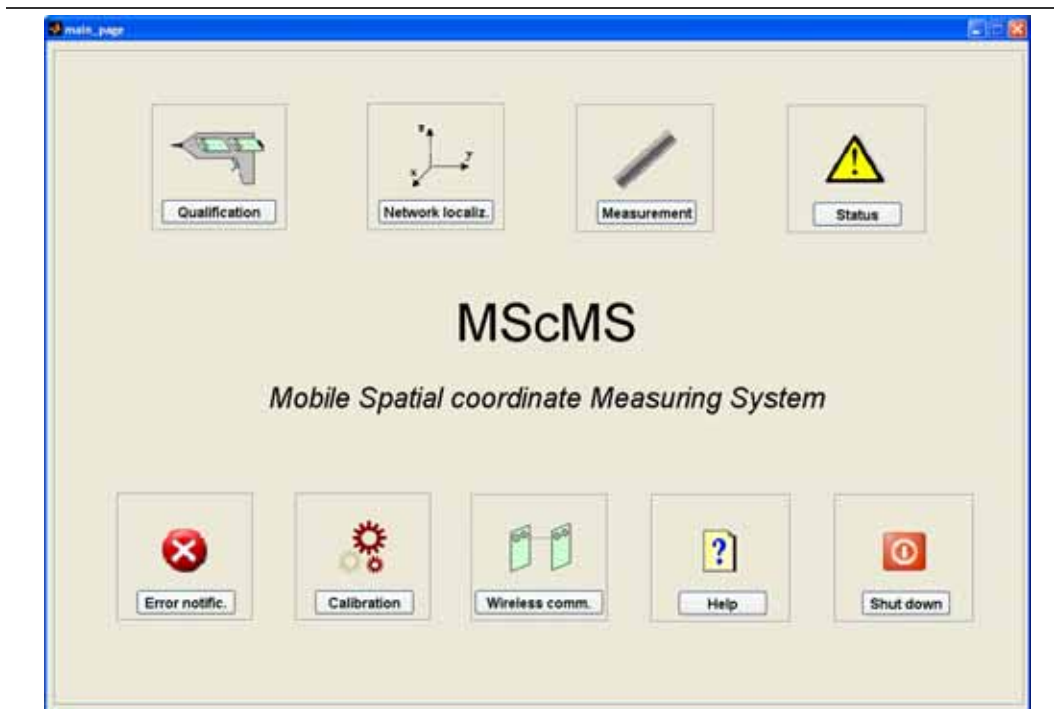 main_page
z
y
x
Qualification
Network localiz.
Measurement
Status
MScMS
Mobile Spatial coordinate Measuring System
?
Error notific.
Calibration
Wireless comm.
Help
Shut down